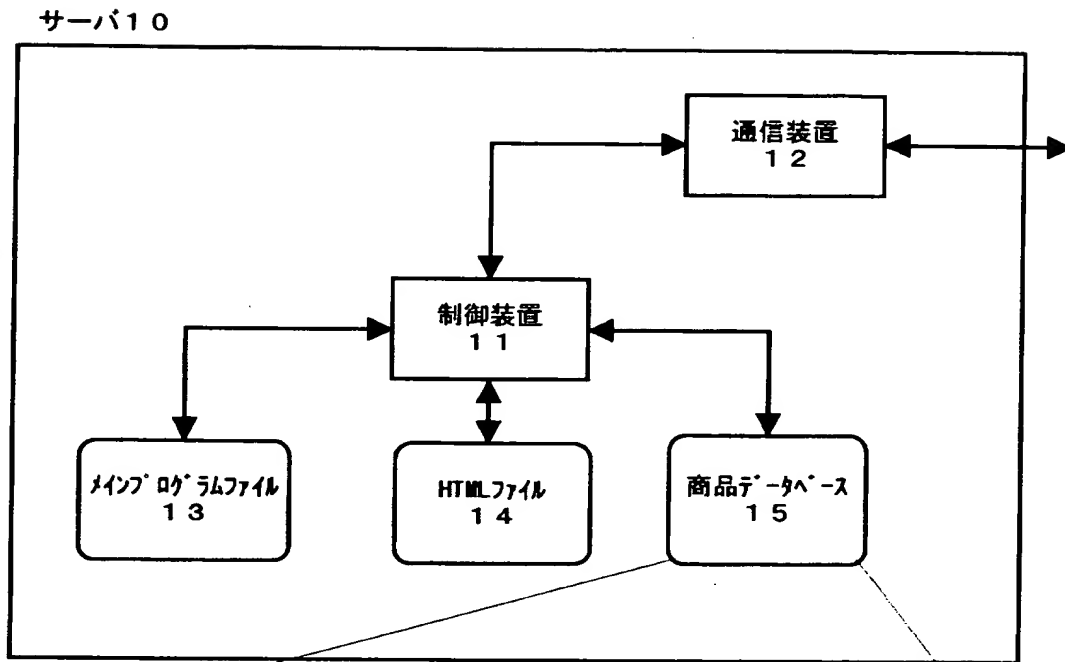 サーバ10
通信装置
12
制御装置
11
メインプログラムファイル
13
HTMLファイル
14
商品データベース
15